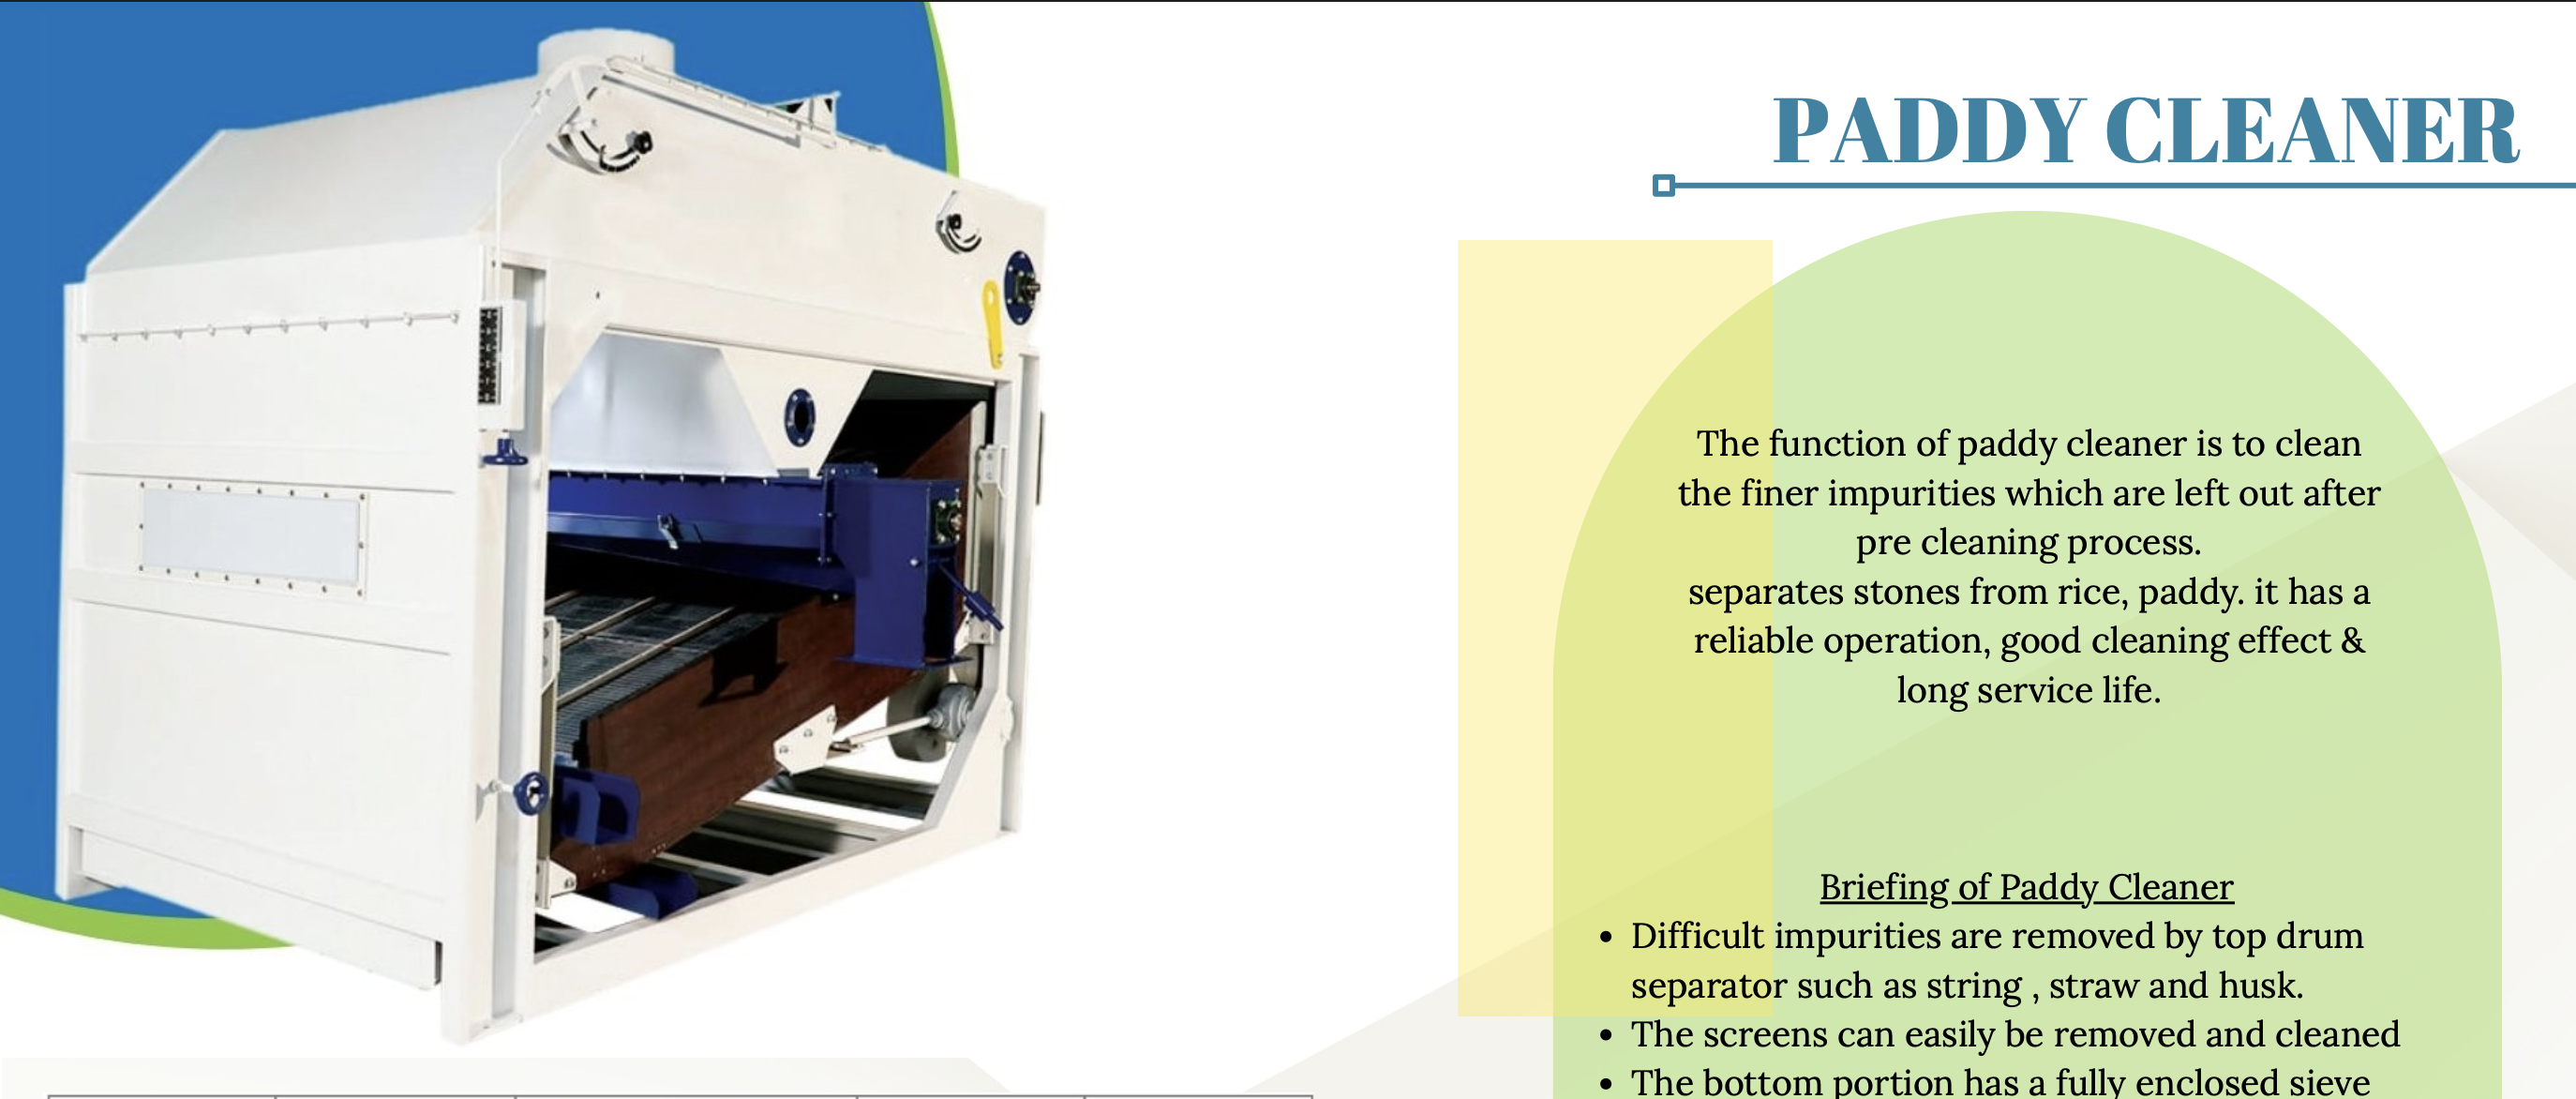 PADDY CLEANER
The function of paddy cleaner is to clean
the finer impurities which are left out after
pre cleaning process.
separates stones from rice, paddy. it has a
reliable operation, good cleaning effect &
long service life.
Briefing of Paddy Cleaner
• Difficult impurities are removed by top drum
separator such as string , straw and husk.
• The screens can easily be removed and cleaned
• The bottom portion has a fully enclosed sieve